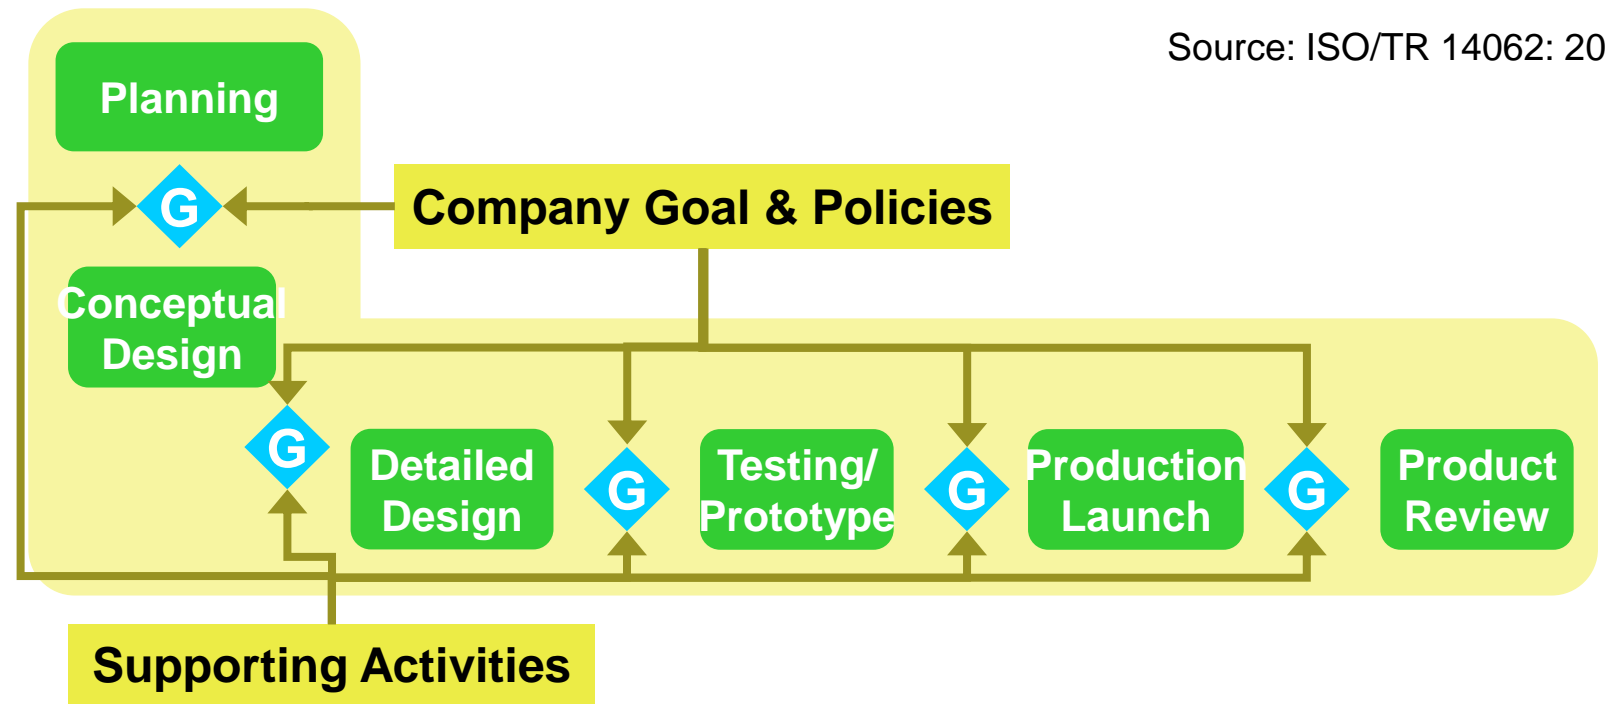 Source: ISO/TR 14062: 20
Planning
G
Company Goal & Policies
Conceptual
Design
G
Detailed
Design
G
Testing/
Prototype
G
Production
Launch
G
Product
Review
Supporting Activities